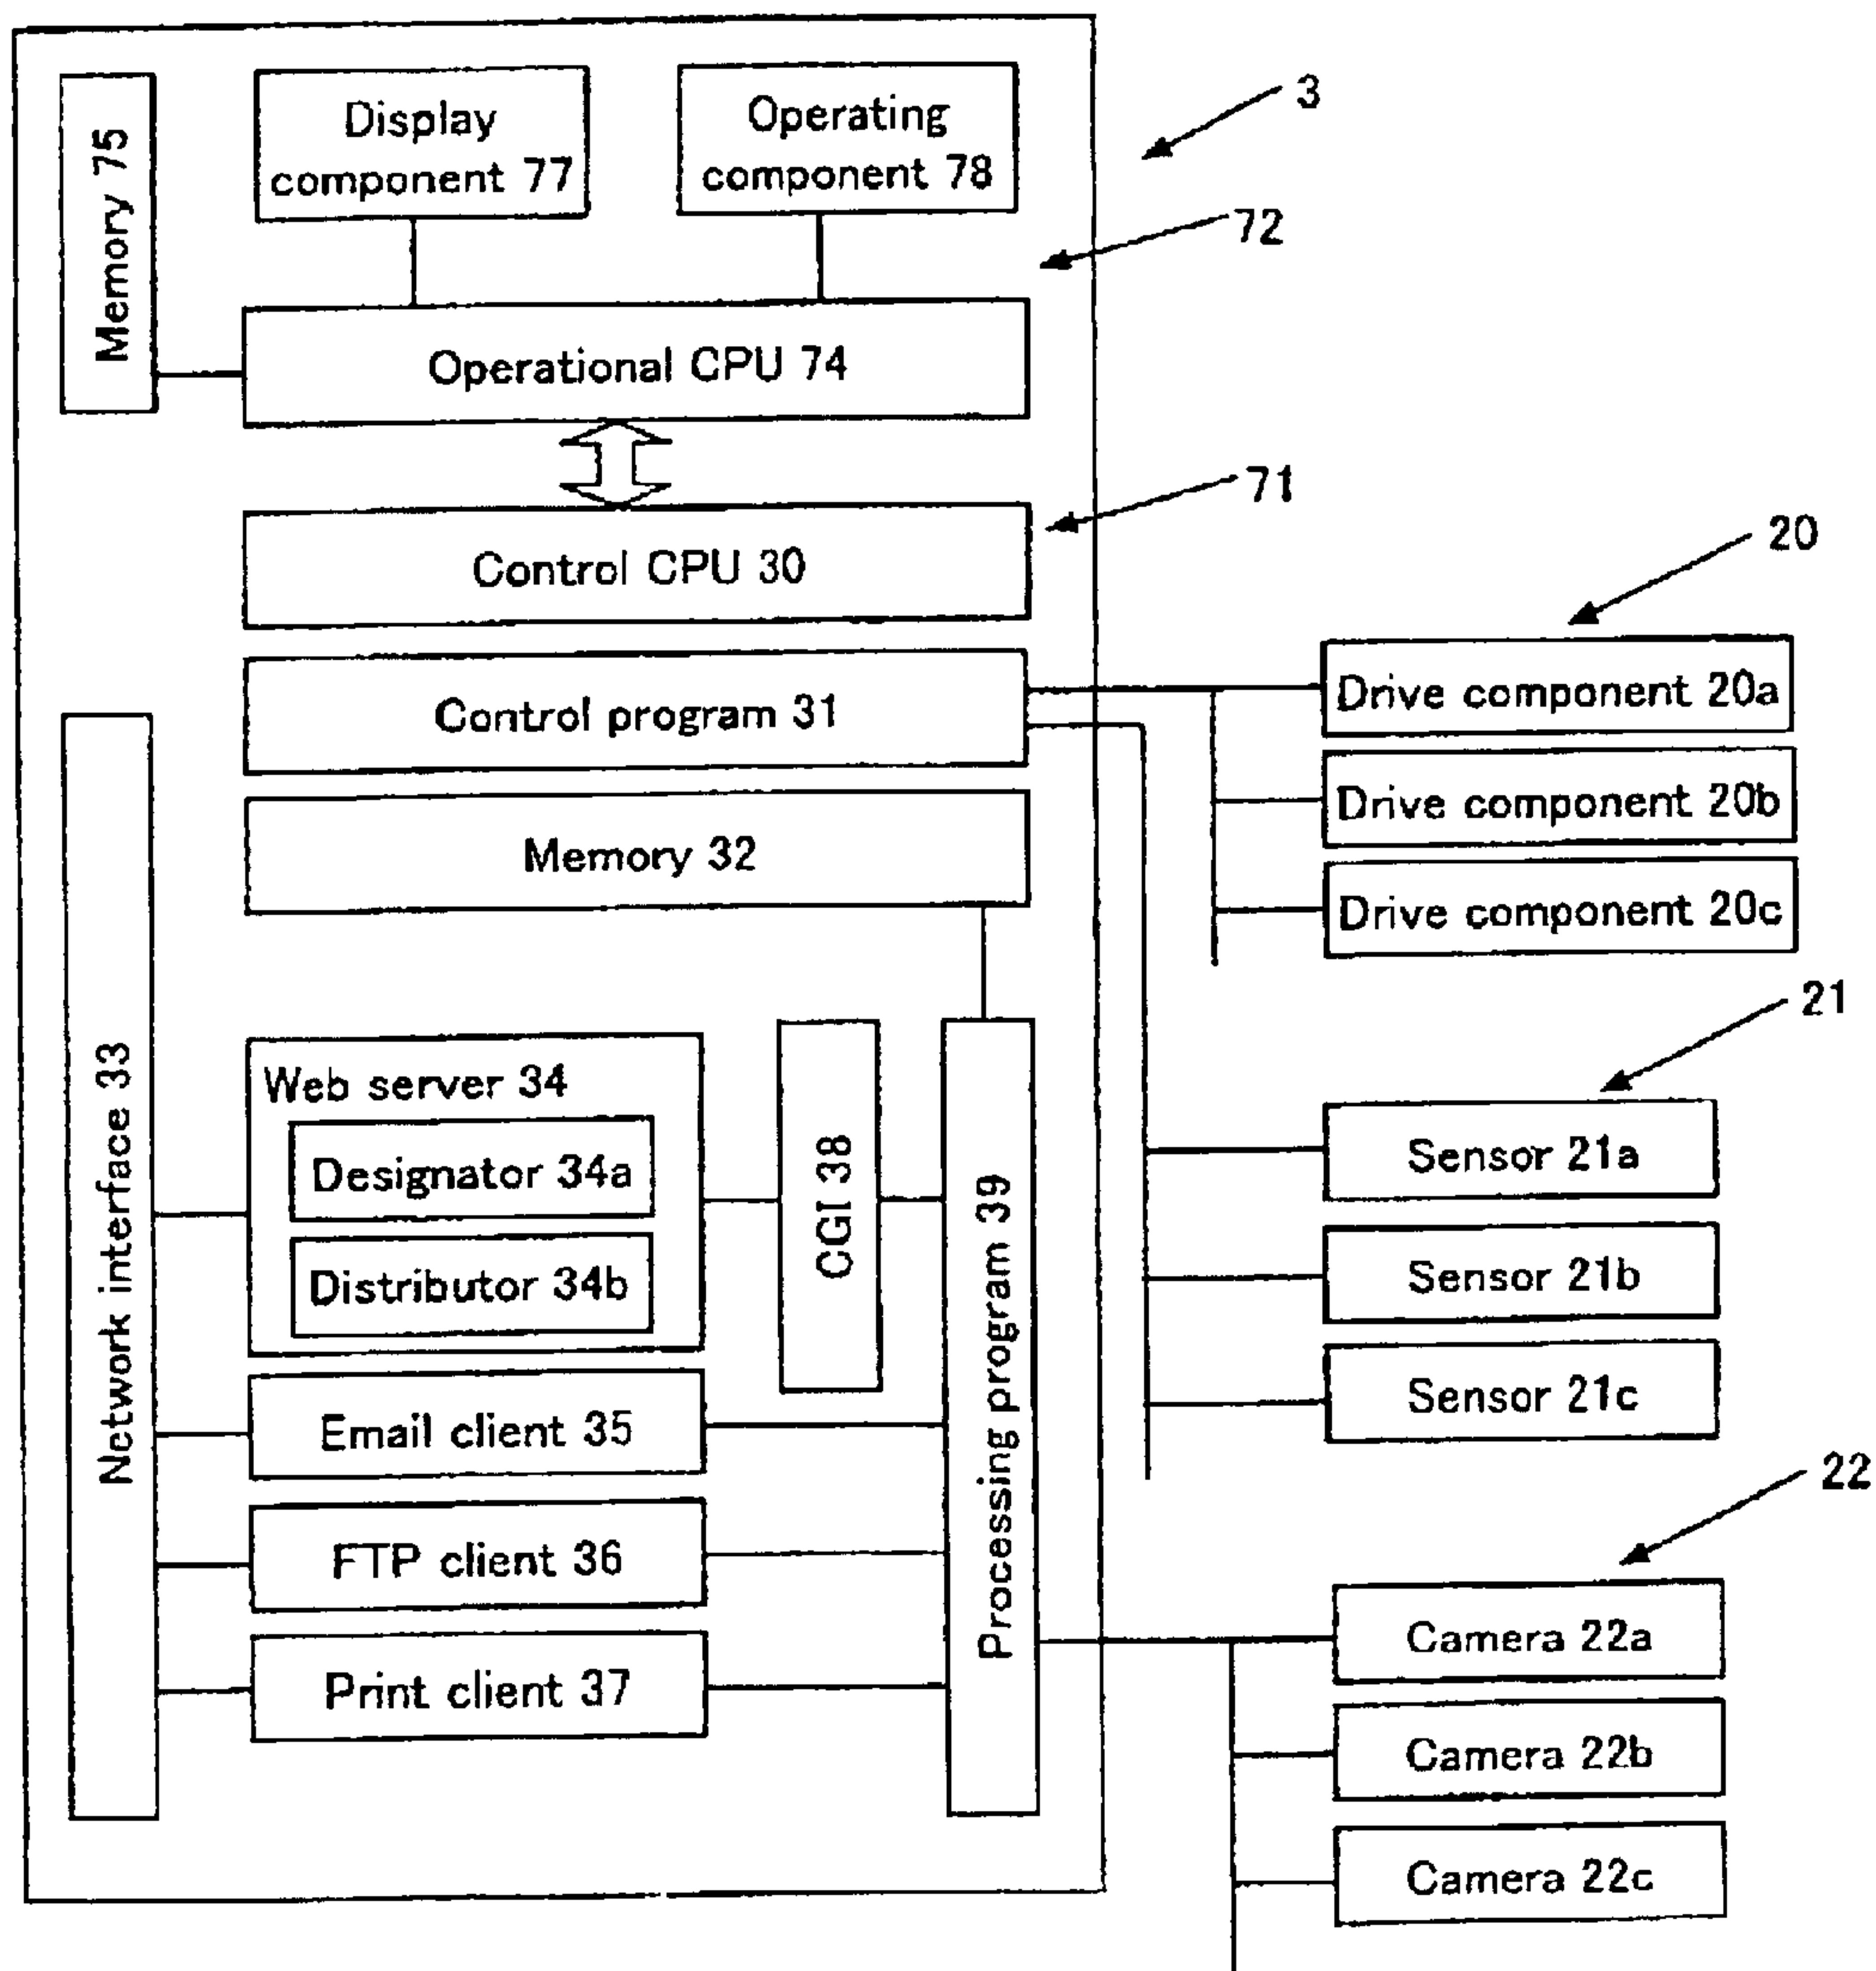 3
Memory 75
Display
component 77
Operating
component 78
72
Operational CPU 74
71
Control CPU 30
20
Control program 31
Drive component 20a
Drive component 20b
Memory 32
Drive component 20c
21
Network interface 33
Web server 34
Designator 34a
Distributor 34b
CGI 38
Processing program 39
Sensor 21a
Sensor 21b
Sensor 21c
Email client 35
22
FTP client 36
Camera 22a
Print client 37
Camera 22b
Camera 22c